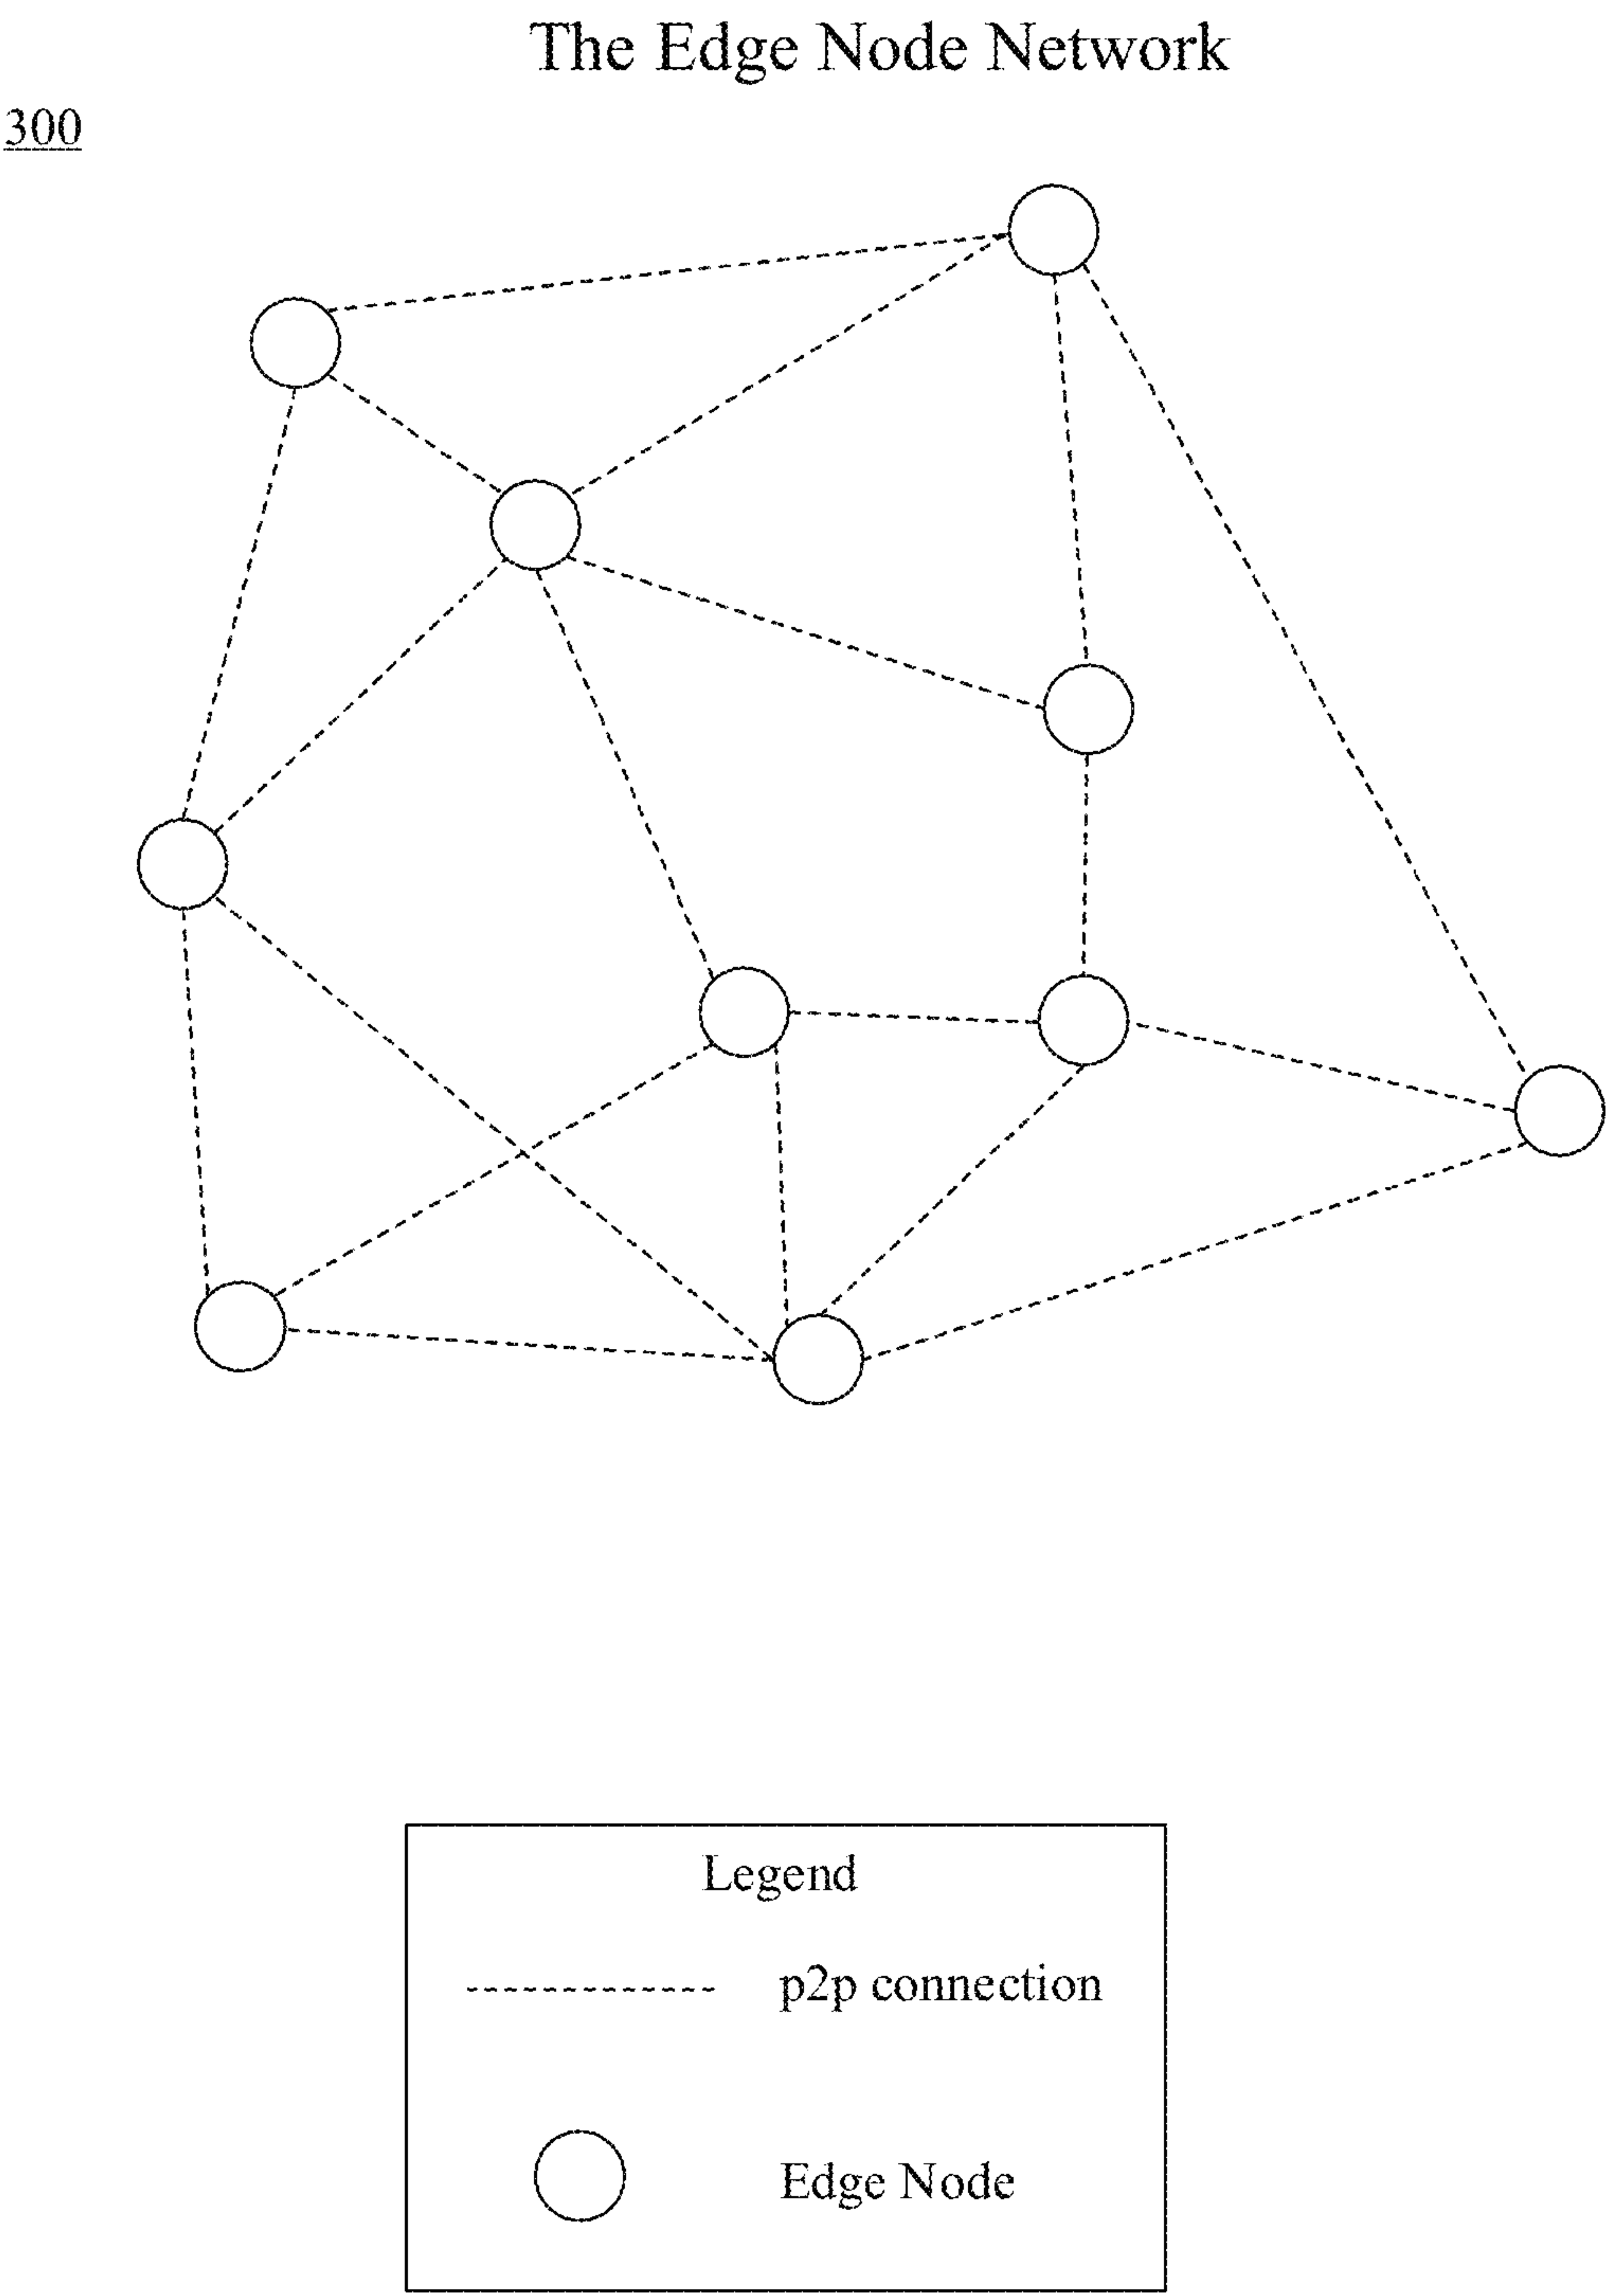 The Edge Node Network
300
Legend
p2p connection
Edge Node